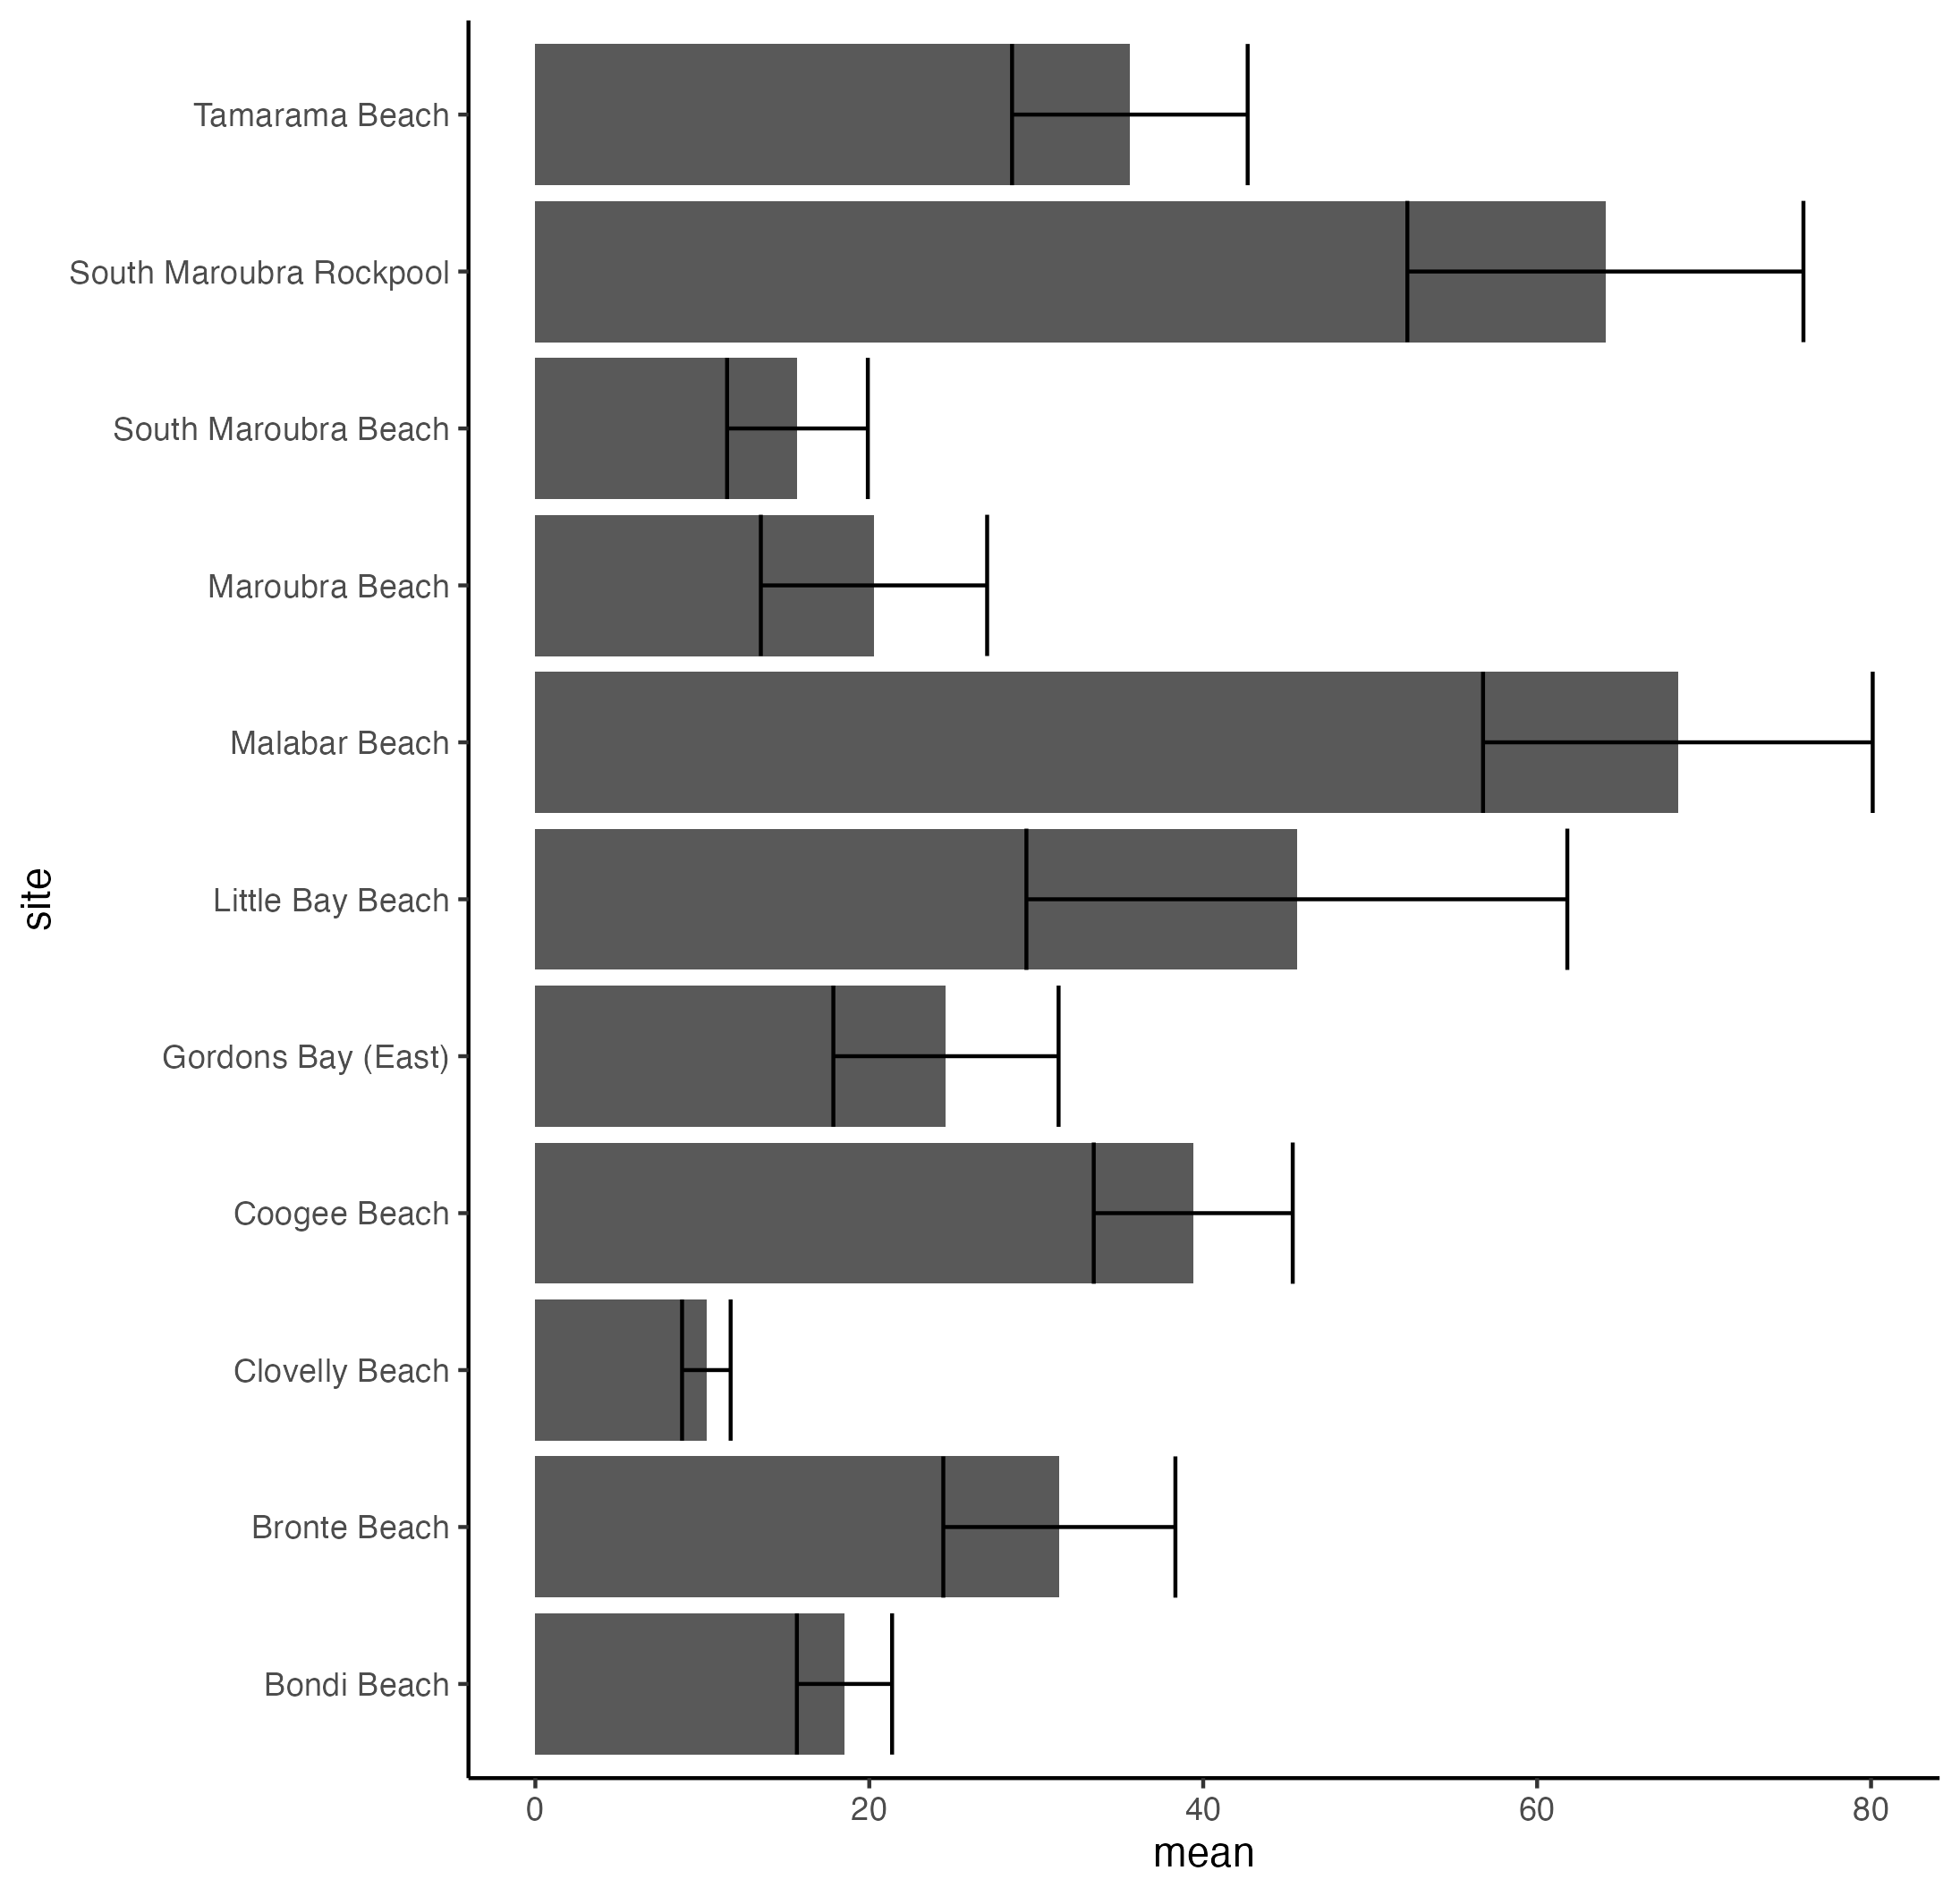 Tamarama Beach
South Maroubra Rockpool
South Maroubra Beach
Maroubra Beach
Malabar Beach
Little Bay Beach
Gordons Bay (East)
Coogee Beach
Clovelly Beach
Bronte Beach
Bondi Beach
site
0 20 40 60 80
mean